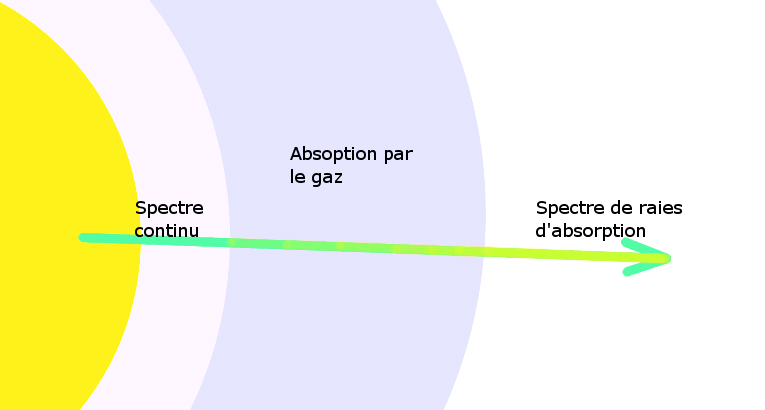 Absoption par
le gaz
Spectre
continu
Spectre de raies
d'absorption